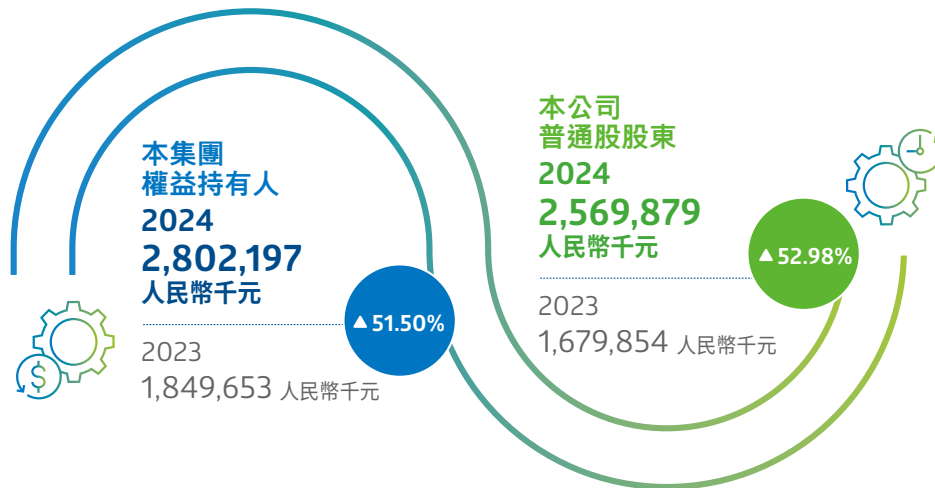 本集團
權益持有人
2024
2,802,197
人民幣千元
▲ 51.50%
2023
1,849,653 人民幣千元
$
本公司
普通股股東
2024
2,569,879
人民幣千元
▲ 52.98%
2023
1,679,854 人民幣千元